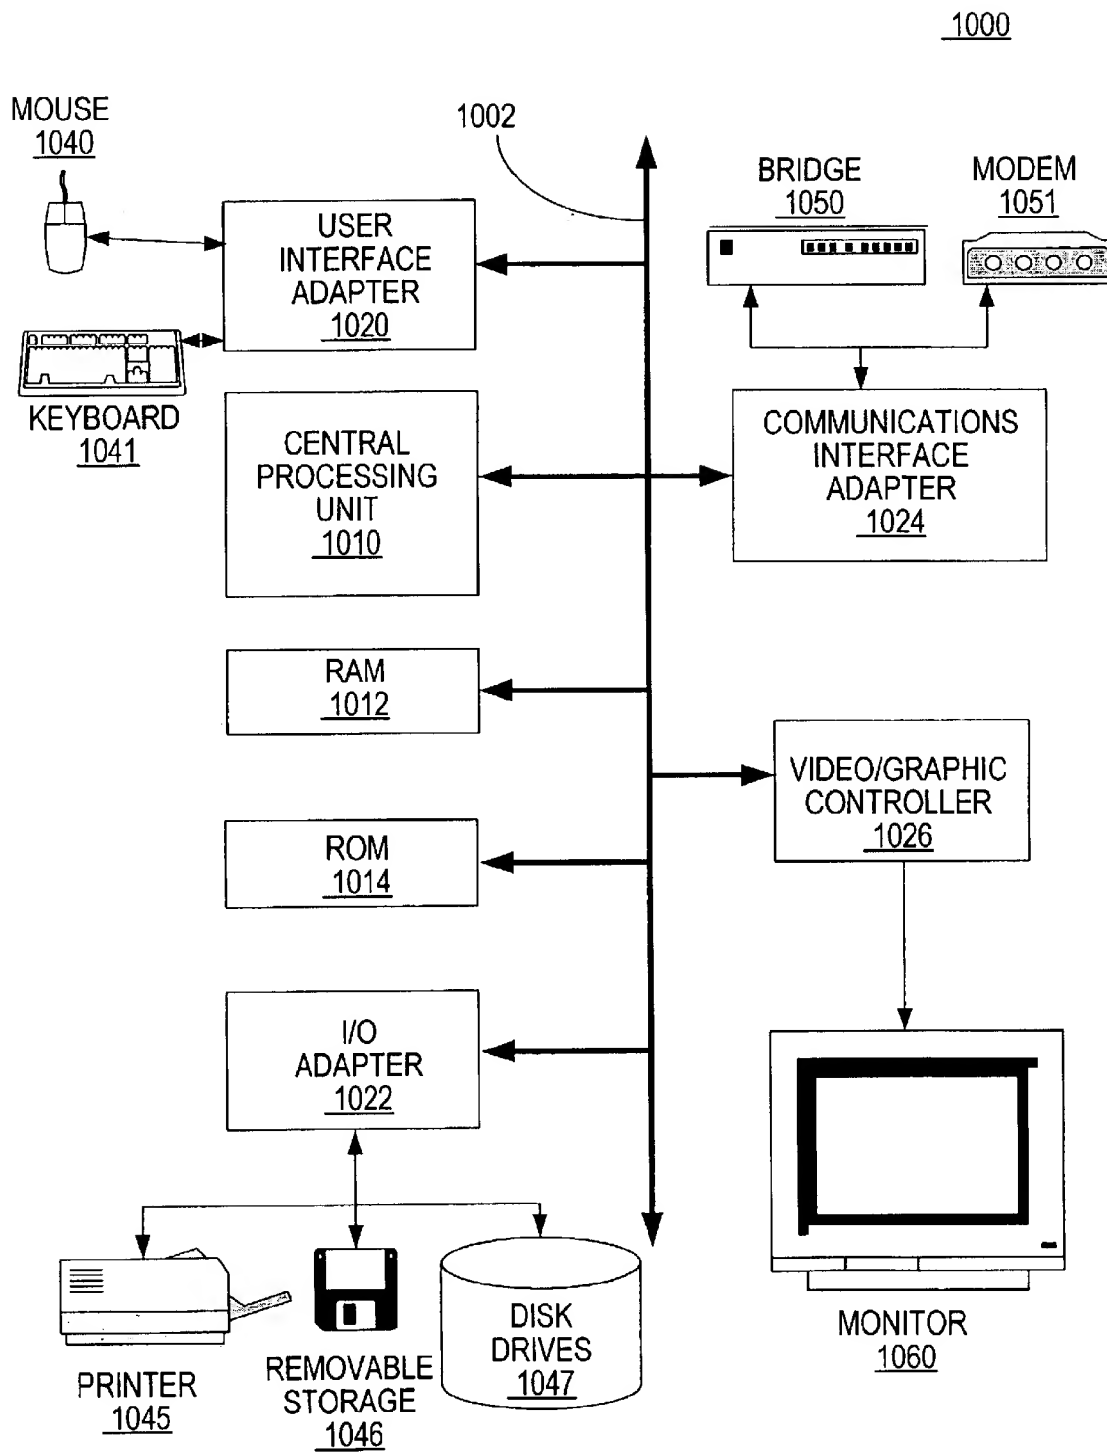 1000
MOUSE
1040
1002
BRIDGE
1050
MODEM
1051
USER
INTERFACE
ADAPTER
1020
KEYBOARD
1041
CENTRAL
PROCESSING
UNIT
1010
COMMUNICATIONS
INTERFACE
ADAPTER
1024
RAM
1012
VIDEO/GRAPHIC
CONTROLLER
1026
ROM
1014
I/O
ADAPTER
1022
PRINTER
1045
REMOVABLE
STORAGE
1046
DISK
DRIVES
1047
MONITOR
1060